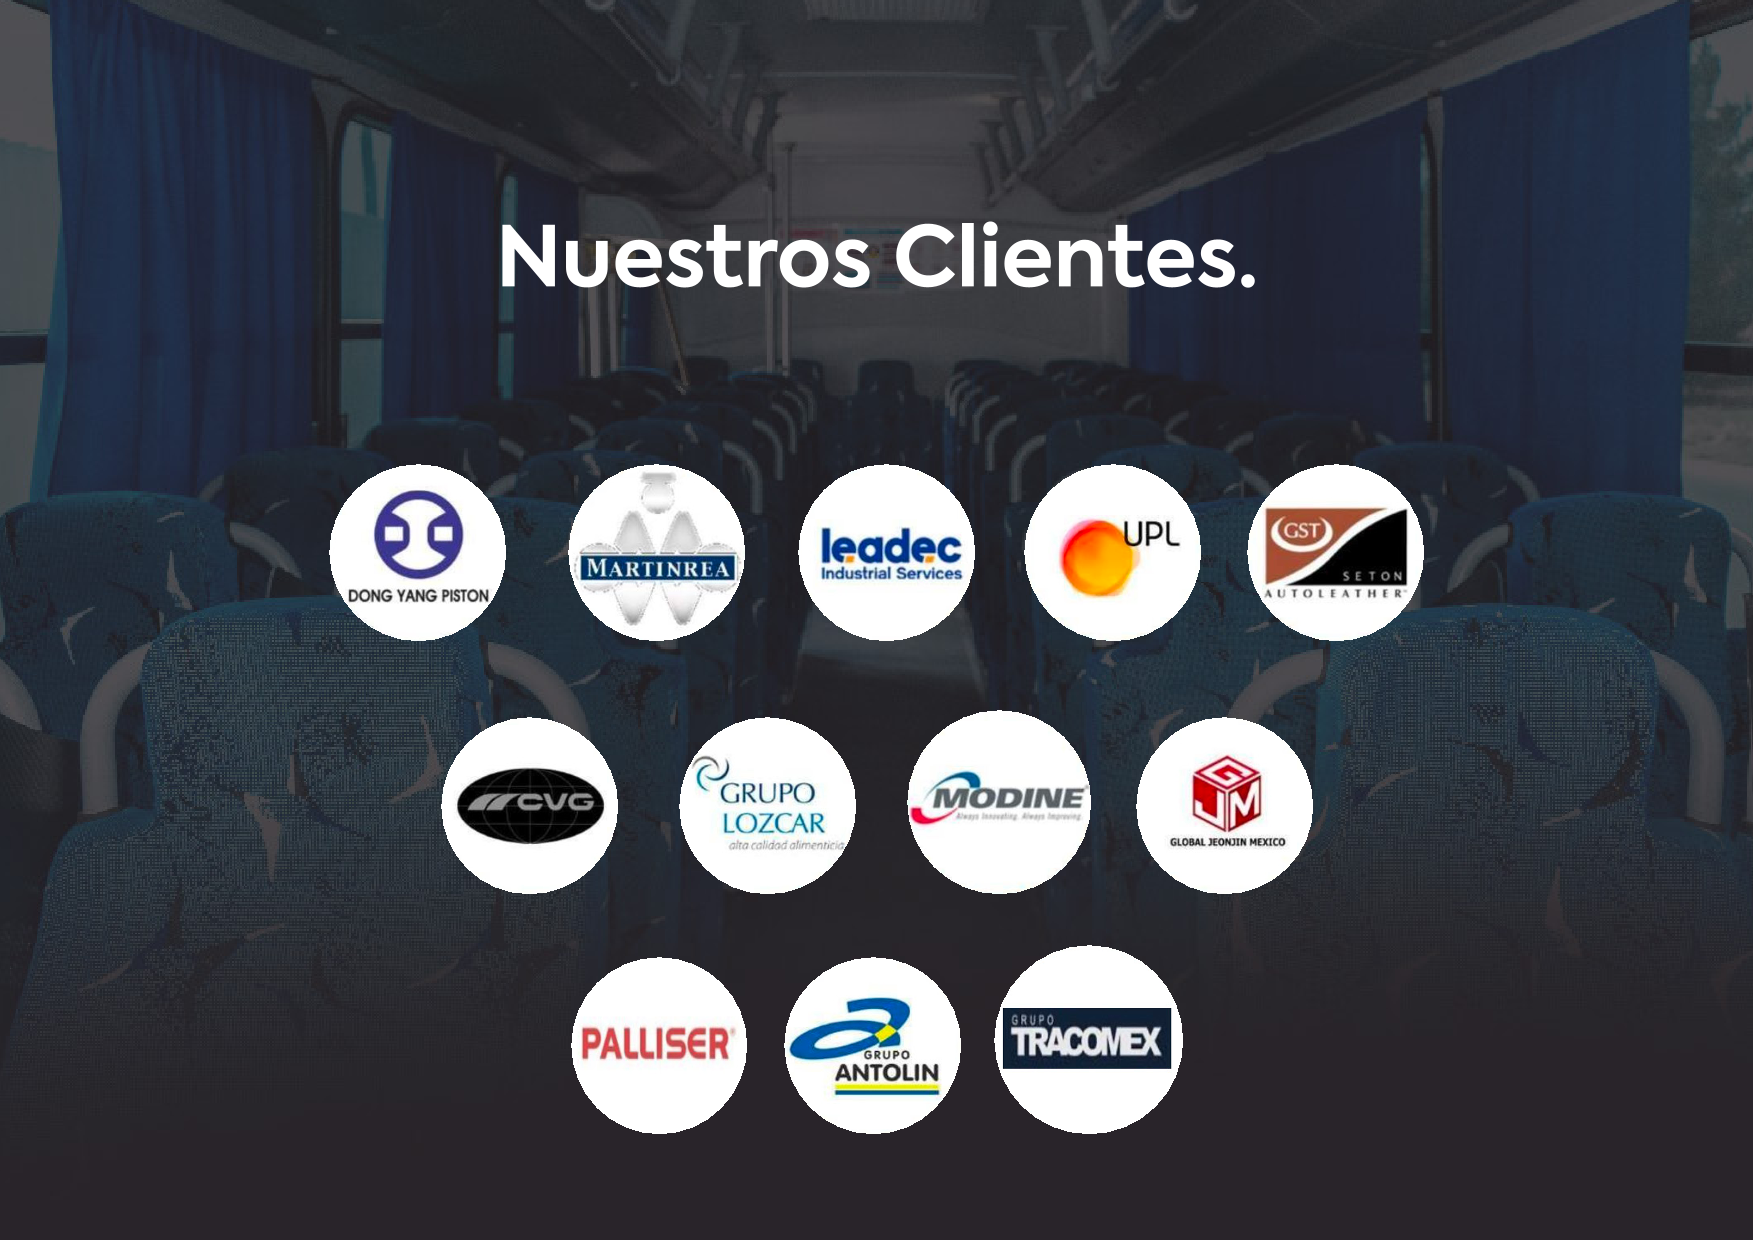 Nuestros Clientes.
DONG YANG PISTON
MARTINREA
leadec
Industrial Services
UPL
GST
SETON
AUTOLEATHER
CVG
GRUPO
LOZCAR
alta calidad alimenticia
MODINE
Always Innovating. Always Improving.
GJM
GLOBAL JEONJIN MEXICO
PALLISER®
GRUPO
ANTOLIN
GRUPO
TRACOMEX